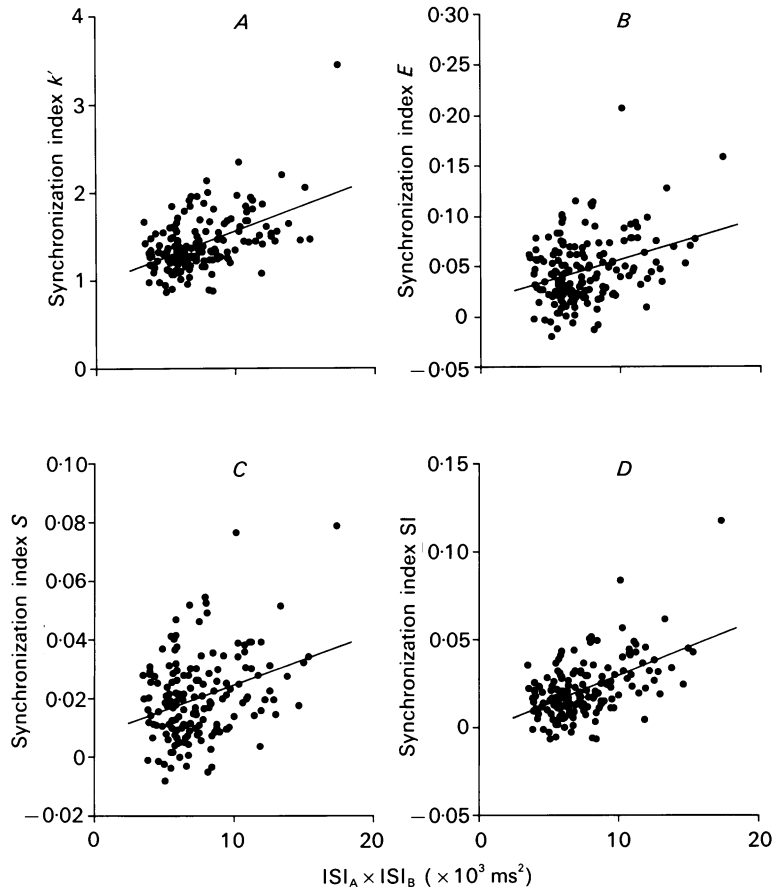 A
Synchronization index k′
4
3
2
1
0
B
Synchronization index E
0·30
0·25
0·20
0·15
0·10
0·05
0
−0·05
C
Synchronization index S
0·10
0·08
0·06
0·04
0·02
0
−0·02
0 10 20
D
Synchronization index SI
0·15
0·10
0·05
0
−0·05
0 10 20
ISI_A × ISI_B (× 10³ ms²)